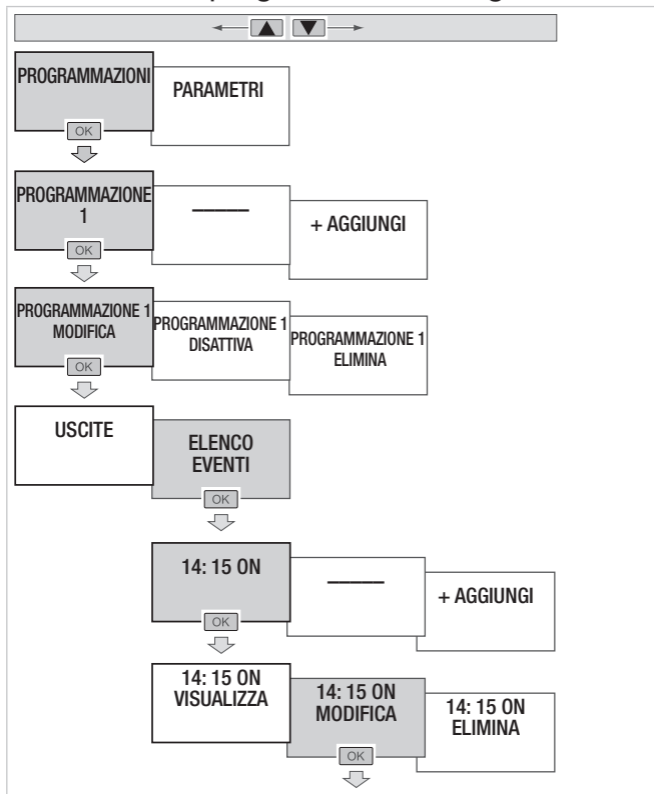 PROGRAMMAZIONI
PARAMETRI
OK
PROGRAMMAZIONE
1
_____
+ AGGIUNGI
OK
PROGRAMMAZIONE 1
MODIFICA
PROGRAMMAZIONE 1
DISATTIVA
PROGRAMMAZIONE 1
ELIMINA
OK
USCITE
ELENCO
EVENTI
OK
14: 15 ON
_____
+ AGGIUNGI
OK
14: 15 ON
VISUALIZZA
14: 15 ON
MODIFICA
14: 15 ON
ELIMINA
OK